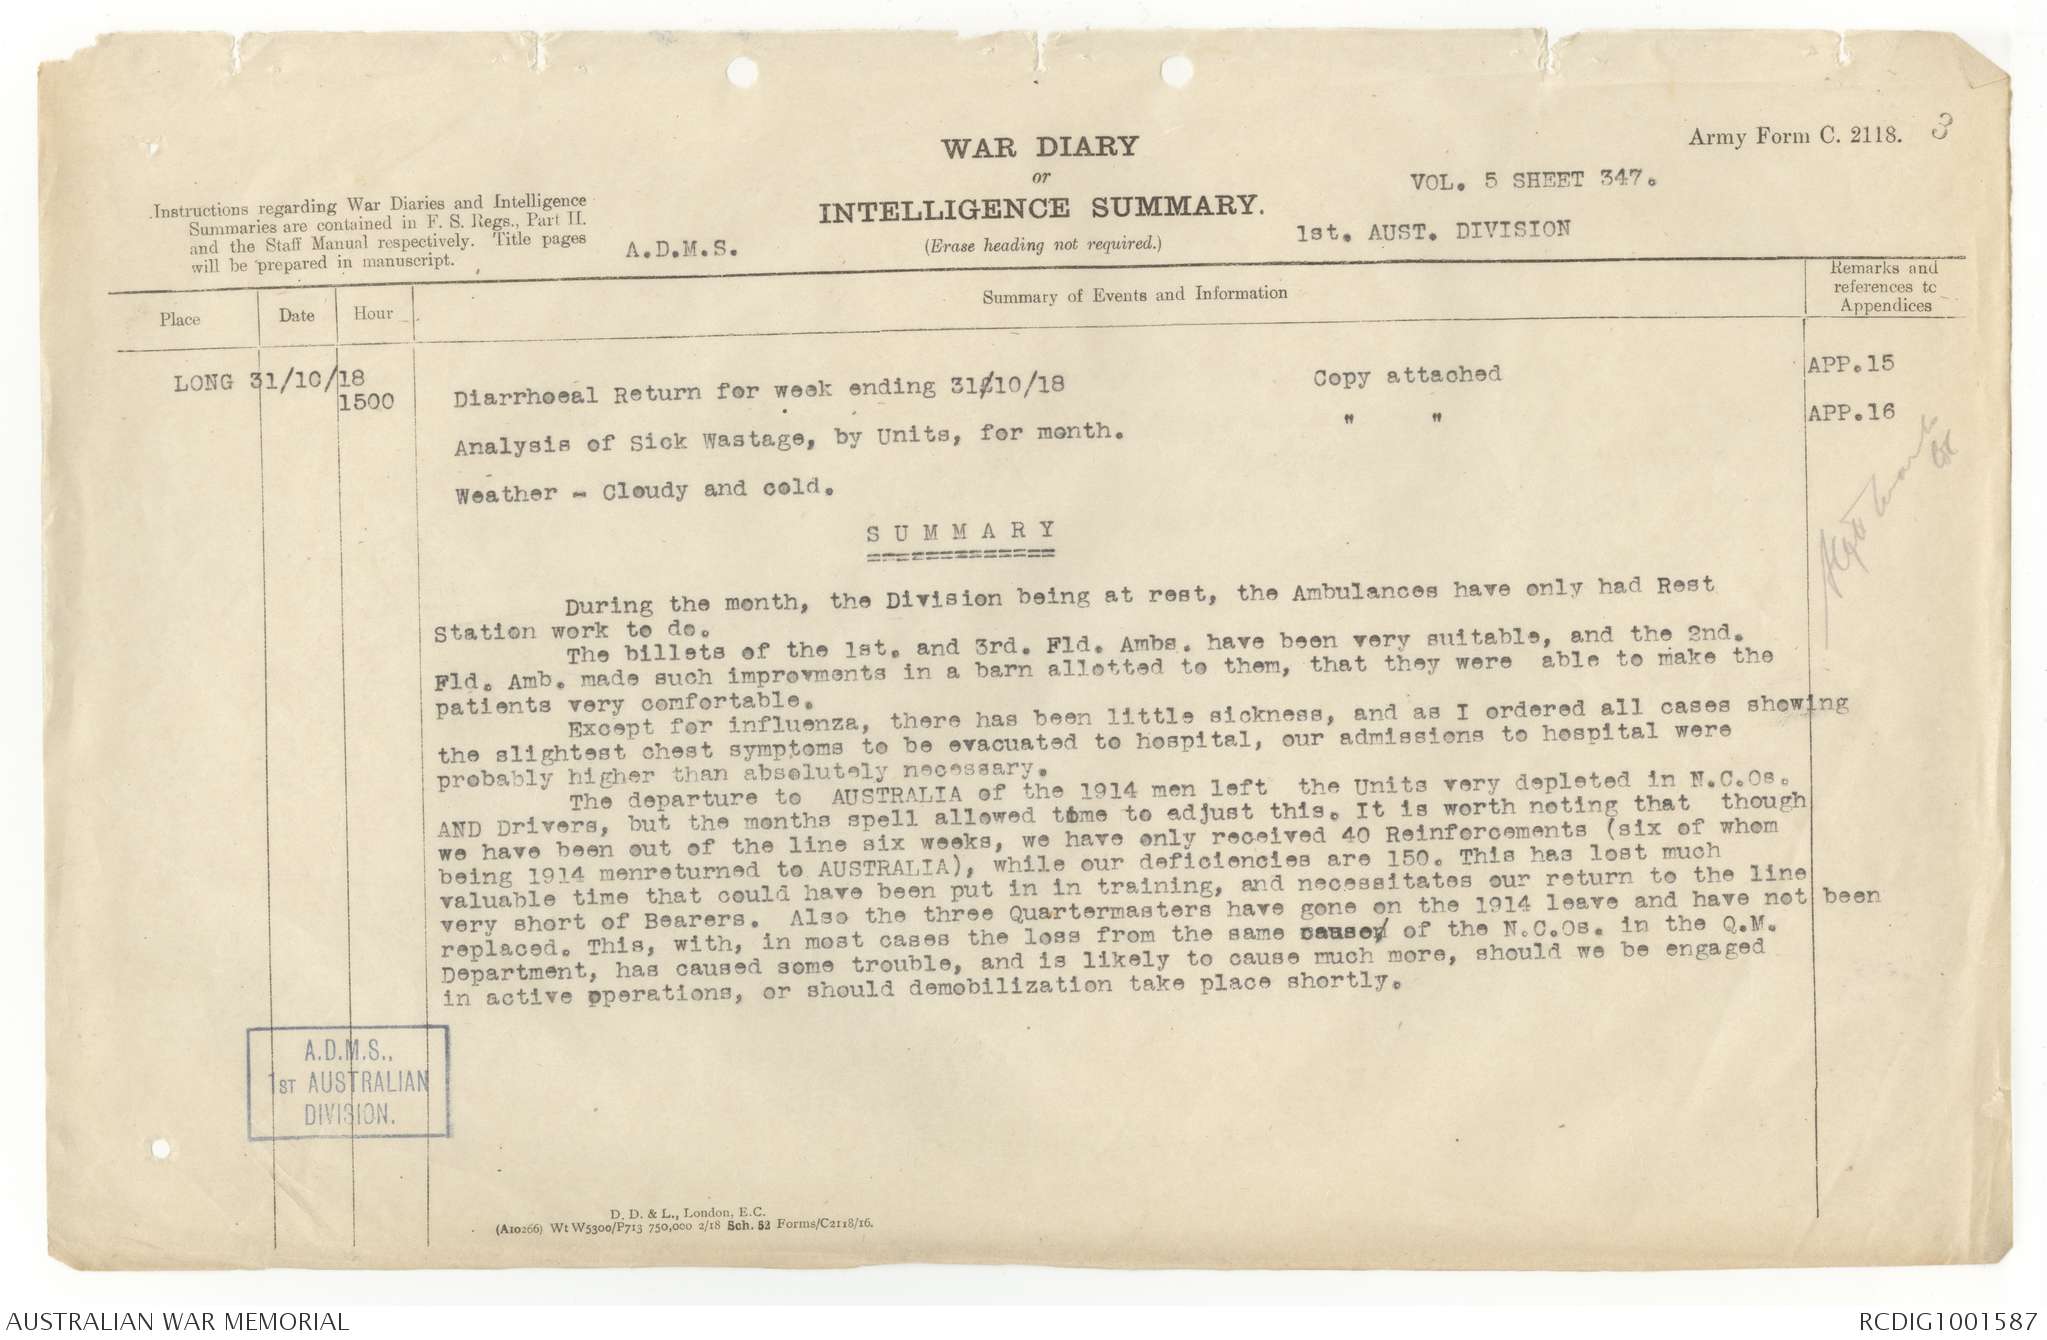 Army Form C. 2118. 3
WAR DIARY
or
INTELLIGENCE SUMMARY.
(Erase heading not required.)
VOL. 5 SHEET 347.
1st. AUST. DIVISION
Instructions regarding War Diaries and Intelligence
Summaries are contained in F. S. Regs., Part II.
and the Staff Manual respectively. Title pages
will be prepared in manuscript.
A.D.M.S.
Place
Date
Hour
Summary of Events and Information
Remarks and
references to
Appendices
LONG 31/10/18
1500
Diarrhoeal Return for week ending 31/10/18 Copy attached APP.15
Analysis of Sick Wastage, by Units, for month. " " APP.16
Weather - Cloudy and cold.
S U M M A R Y
=============
During the month, the Division being at rest, the Ambulances have only had Rest
Station work to do.
The billets of the 1st. and 3rd. Fld. Ambs. have been very suitable, and the 2nd.
Fld. Amb. made such improvments in a barn allotted to them, that they were able to make the
patients very comfortable.
Except for influenza, there has been little sickness, and as I ordered all cases showing
the slightest chest symptoms to be evacuated to hospital, our admissions to hospital were
probably higher than absolutely necessary.
The departure to AUSTRALIA of the 1914 men left the Units very depleted in N.C.Os.
AND Drivers, but the months spell allowed time to adjust this. It is worth noting that though
we have been out of the line six weeks, we have only received 40 Reinforcements (six of whom
being 1914 menreturned to AUSTRALIA), while our deficiencies are 150. This has lost much
valuable time that could have been put in in training, and necessitates our return to the line
very short of Bearers. Also the three Quartermasters have gone on the 1914 leave and have not been
replaced. This, with, in most cases the loss from the same cause, of the N.C.Os. in the Q.M.
Department, has caused some trouble, and is likely to cause much more, should we be engaged
in active operations, or should demobilization take place shortly.
A.D.M.S.,
1ST AUSTRALIAN
DIVISION.
D. D. & L., London, E.C.
(A10266) Wt W5300/P713 750,000 2/18 Sch. 52 Forms/C2118/16.
AUSTRALIAN WAR MEMORIAL
RCDIG1001587